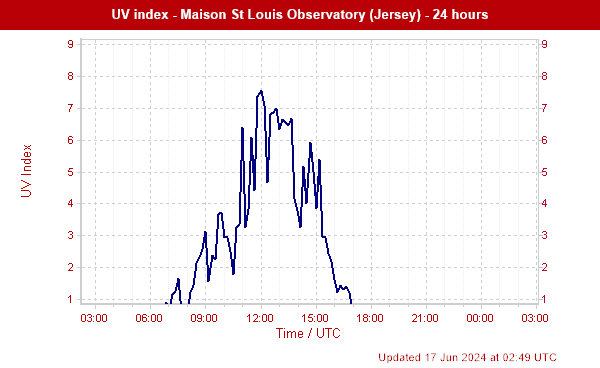 UV index - Maison St Louis Observatory (Jersey) - 24 hours
9 9
8 8
7 7
6 6
5 5
4 4
3 3
2 2
1 1
UV Index
03:00 06:00 09:00 12:00 15:00 18:00 21:00 00:00 03:00
Time / UTC
Updated 17 Jun 2024 at 02:49 UTC